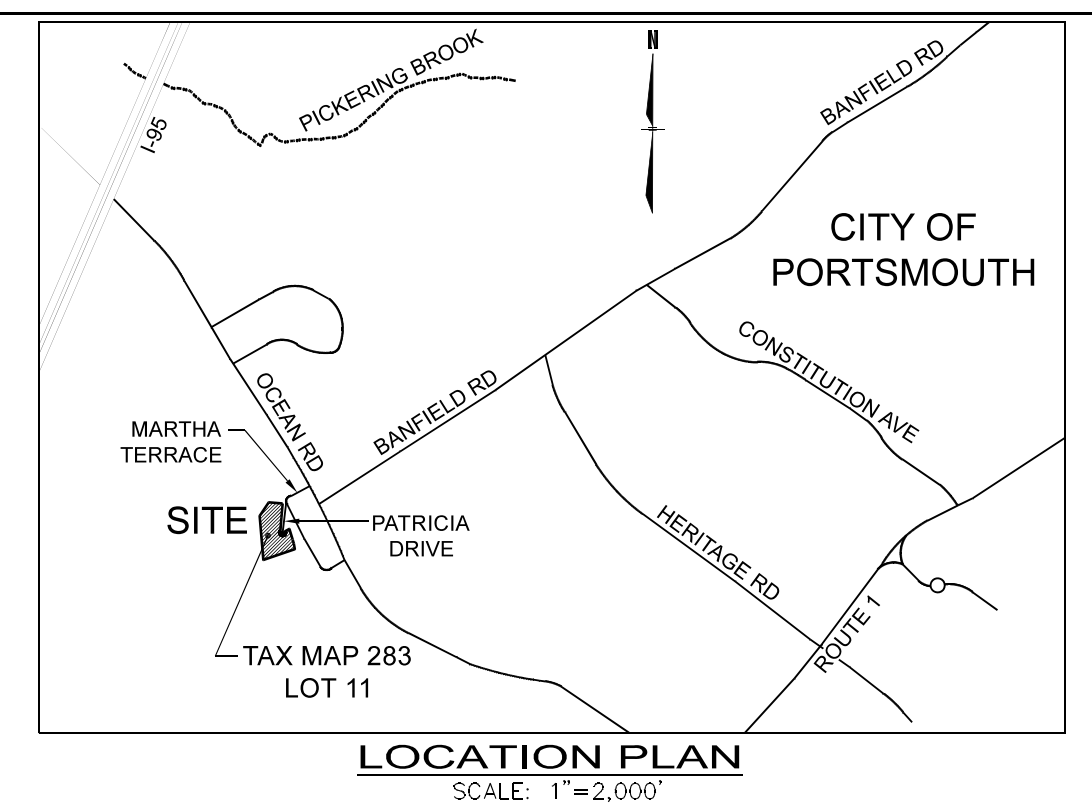 N
BANFIELD RD
PICKERING BROOK
I-95
CITY OF
PORTSMOUTH
CONSTITUTION AVE
OCEAN RD
BANFIELD RD
MARTHA
TERRACE
SITE
PATRICIA
DRIVE
HERITAGE RD
ROUTE 1
TAX MAP 283
LOT 11
LOCATION PLAN
SCALE: 1"=2,000'